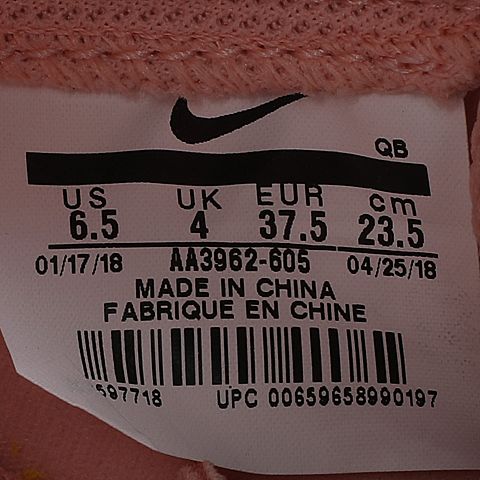 QB
US UK EUR cm
6.5 4 37.5 23.5
01/17/18 AA3962-605 04/25/18
MADE IN CHINA
FABRIQUE EN CHINE
597718 UPC 00659658990197